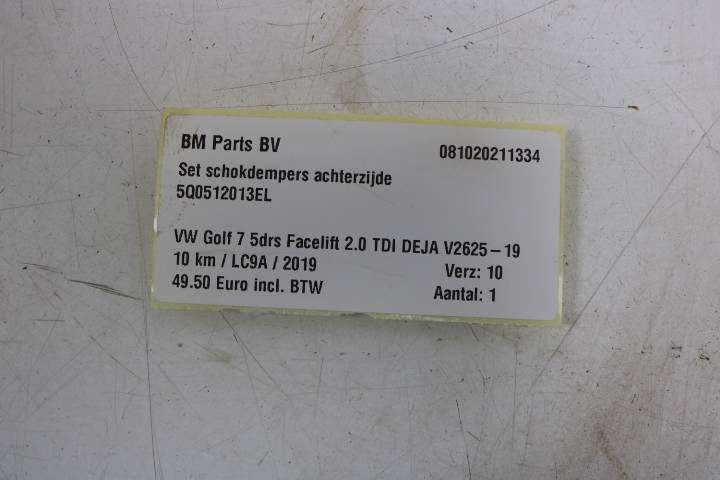 BM Parts BV 081020211334
Set schokdempers achterzijde
5Q0512013EL
VW Golf 7 5drs Facelift 2.0 TDI DEJA V2625-19
10 km / LC9A / 2019 Verz: 10
49.50 Euro incl. BTW Aantal: 1